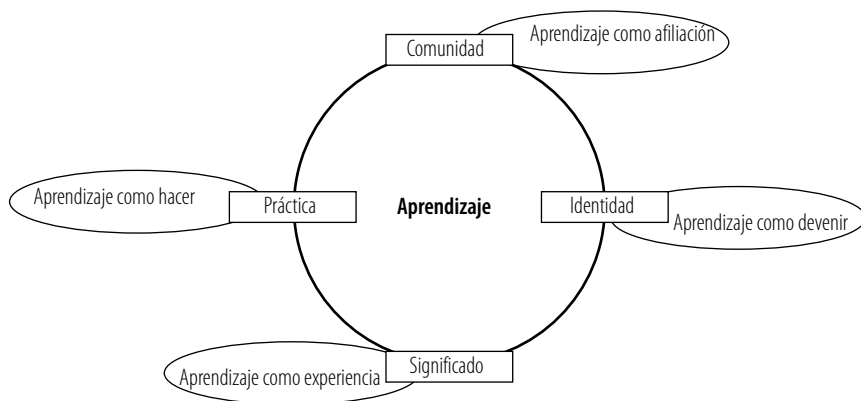 Comunidad
Aprendizaje como afiliación
Aprendizaje como hacer
Práctica
Aprendizaje
Identidad
Aprendizaje como devenir
Significado
Aprendizaje como experiencia